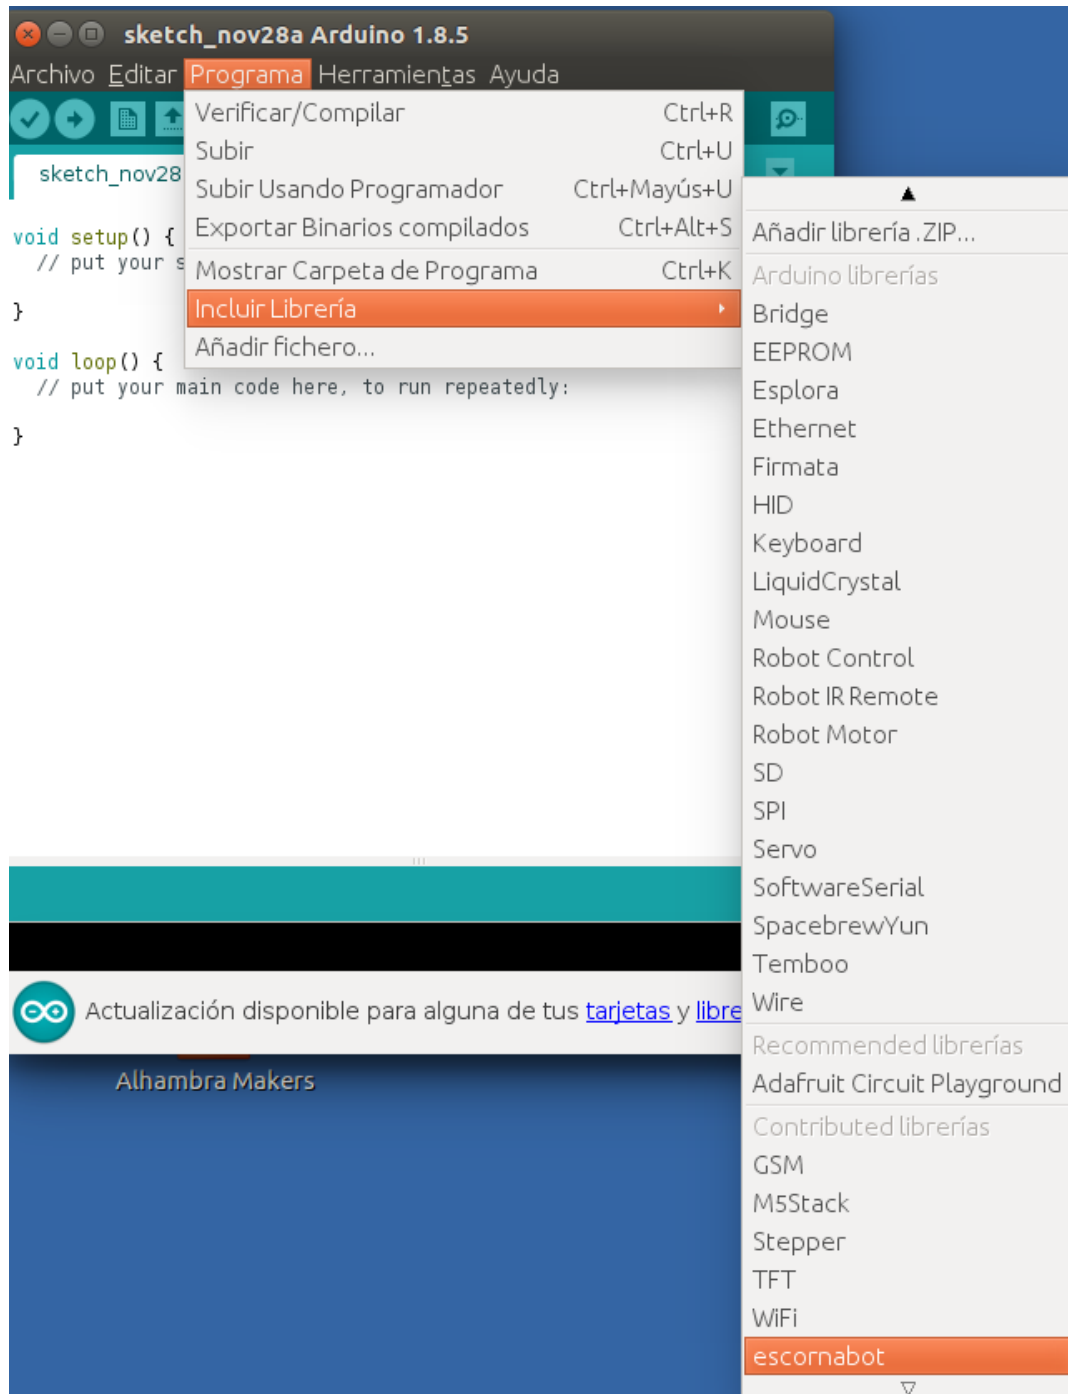 sketch_nov28a Arduino 1.8.5
Archivo Editar Programa Herramientas Ayuda
Verificar/Compilar Ctrl+R
Subir Ctrl+U
Subir Usando Programador Ctrl+Mayús+U
Exportar Binarios compilados Ctrl+Alt+S
Mostrar Carpeta de Programa Ctrl+K
Incluir Librería
Añadir fichero...
sketch_nov28
void setup() {
// put your s
}
void loop() {
// put your main code here, to run repeatedly:
}
Añadir librería .ZIP...
Arduino librerías
Bridge
EEPROM
Esplora
Ethernet
Firmata
HID
Keyboard
LiquidCrystal
Mouse
Robot Control
Robot IR Remote
Robot Motor
SD
SPI
Servo
SoftwareSerial
SpacebrewYun
Temboo
Wire
Recommended librerías
Adafruit Circuit Playground
Contributed librerías
GSM
M5Stack
Stepper
TFT
WiFi
escornabot
Actualización disponible para alguna de tus tarjetas y libre
Alhambra Makers